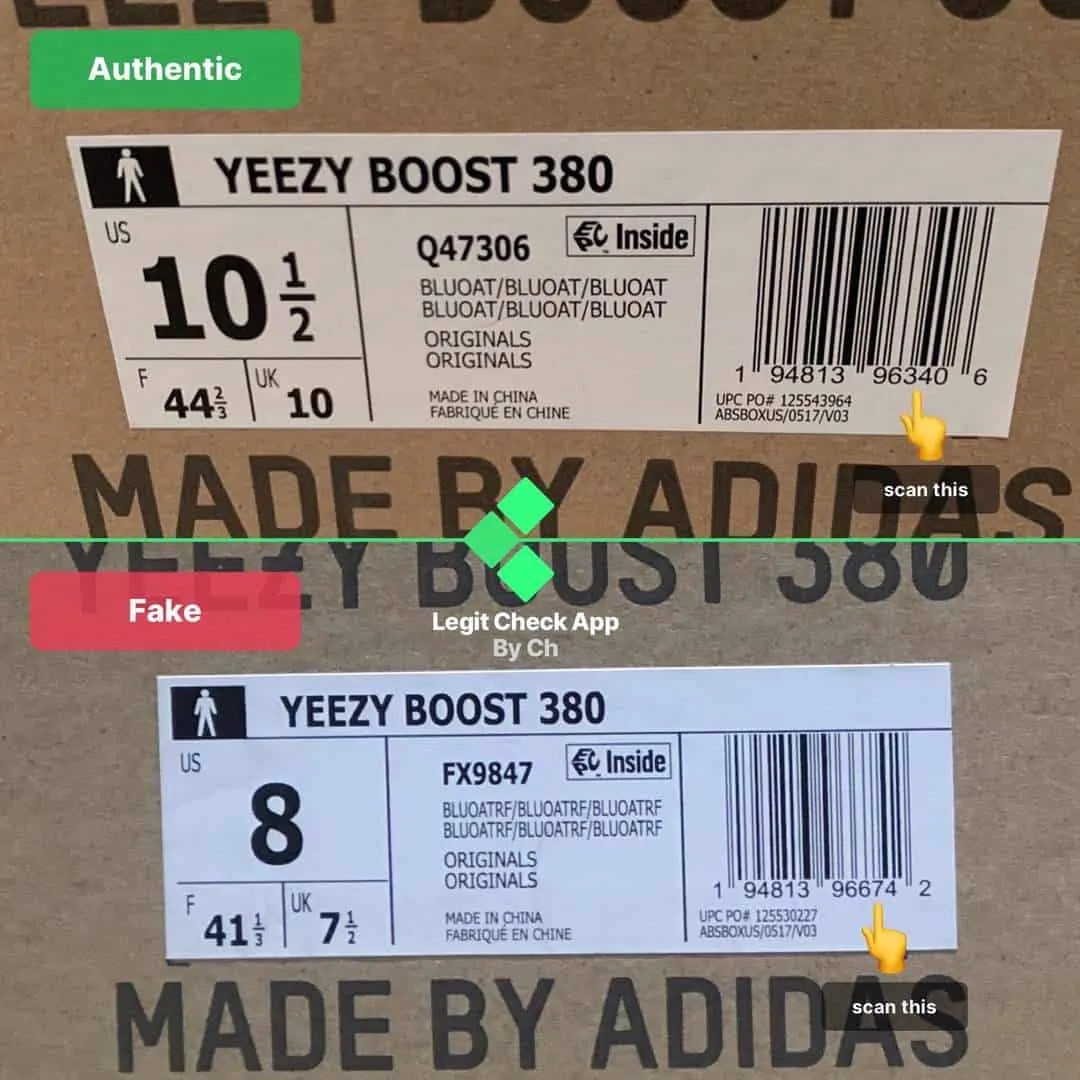 Authentic
YEEZY BOOST 380
US
10 1/2
F
44 2/3
UK
10
Q47306
Inside
BLUOAT/BLUOAT/BLUOAT
BLUOAT/BLUOAT/BLUOAT
ORIGINALS
ORIGINALS
MADE IN CHINA
FABRIQUÉ EN CHINE
1 94813 96340 6
UPC PO# 125543964
ABSBOXUS/0517/V03
scan this
MADE BY ADIDAS
YEEZY BOOST 380
Fake
Legit Check App
By Ch
YEEZY BOOST 380
US
8
F
41 1/3
UK
7 1/2
FX9847
Inside
BLUOATRF/BLUOATRF/BLUOATRF
BLUOATRF/BLUOATRF/BLUOATRF
ORIGINALS
ORIGINALS
MADE IN CHINA
FABRIQUÉ EN CHINE
1 94813 96674 2
UPC PO# 125530227
ABSBOXUS/0517/V03
scan this
MADE BY ADIDAS